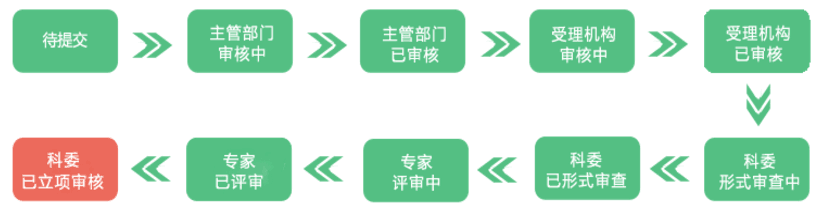 待提交
主管部门
审核中
主管部门
已审核
受理机构
审核中
受理机构
已审核
科委
形式审查中
科委
已形式审查
专家
评审中
专家
已评审
科委
已立项审核